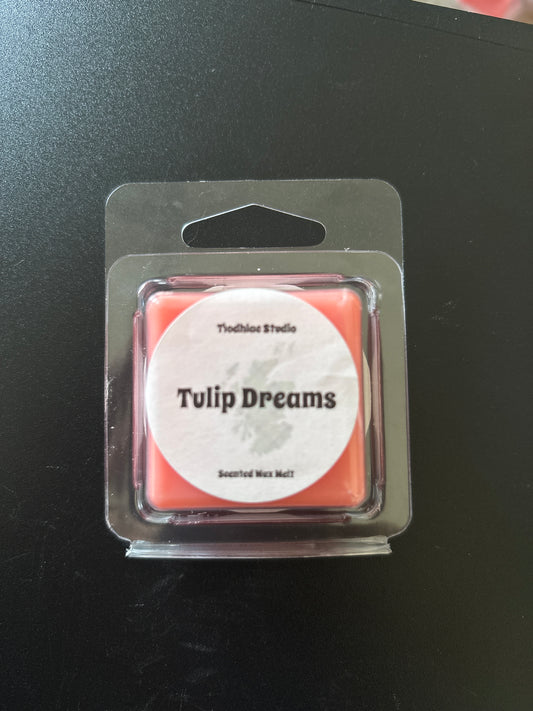 Tiodhlac Studio
Tulip Dreams
Scented Wax Melt